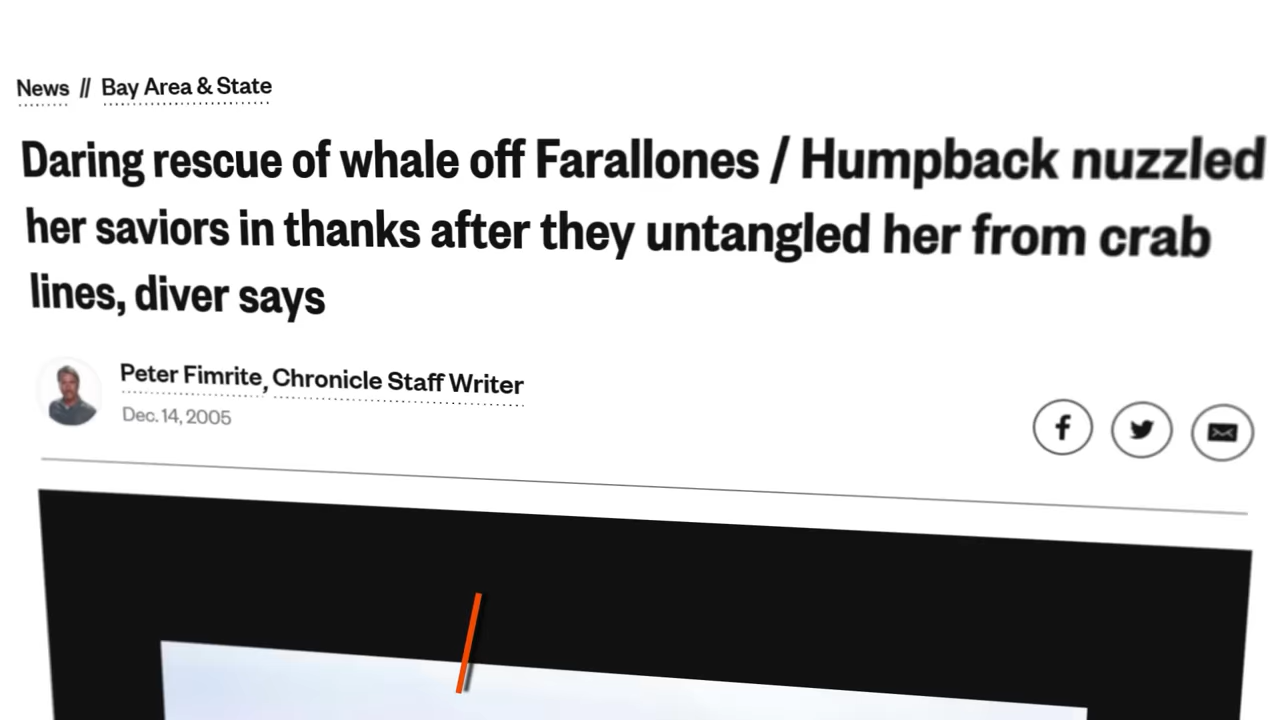 News // Bay Area & State
Daring rescue of whale off Farallones / Humpback nuzzled
her saviors in thanks after they untangled her from crab
lines, diver says
Peter Fimrite, Chronicle Staff Writer
Dec. 14, 2005